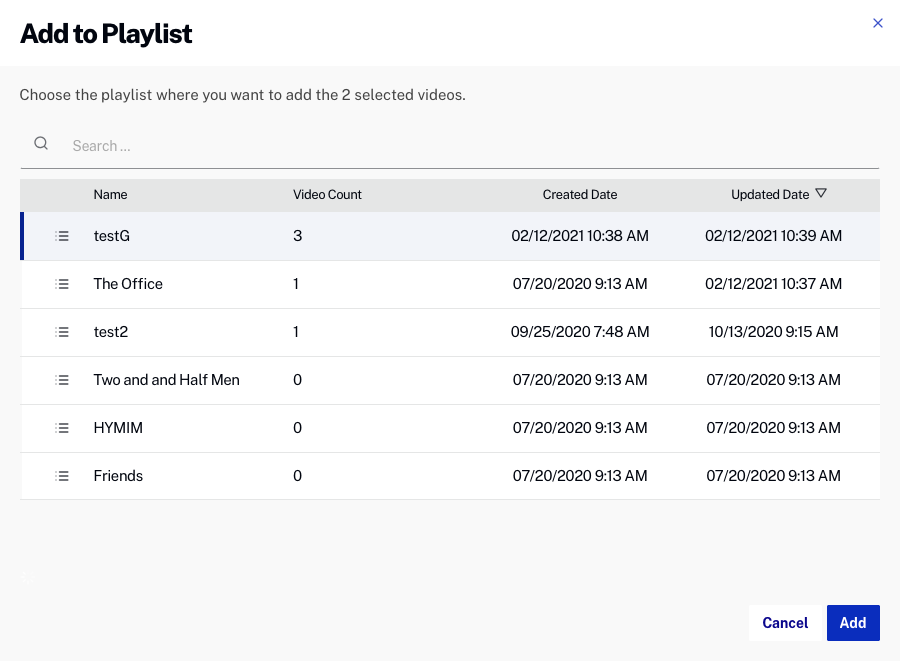 Add to Playlist
Choose the playlist where you want to add the 2 selected videos.
Search ...
Name Video Count Created Date Updated Date
testG 3 02/12/2021 10:38 AM 02/12/2021 10:39 AM
The Office 1 07/20/2020 9:13 AM 02/12/2021 10:37 AM
test2 1 09/25/2020 7:48 AM 10/13/2020 9:15 AM
Two and and Half Men 0 07/20/2020 9:13 AM 07/20/2020 9:13 AM
HYMIM 0 07/20/2020 9:13 AM 07/20/2020 9:13 AM
Friends 0 07/20/2020 9:13 AM 07/20/2020 9:13 AM
Cancel Add